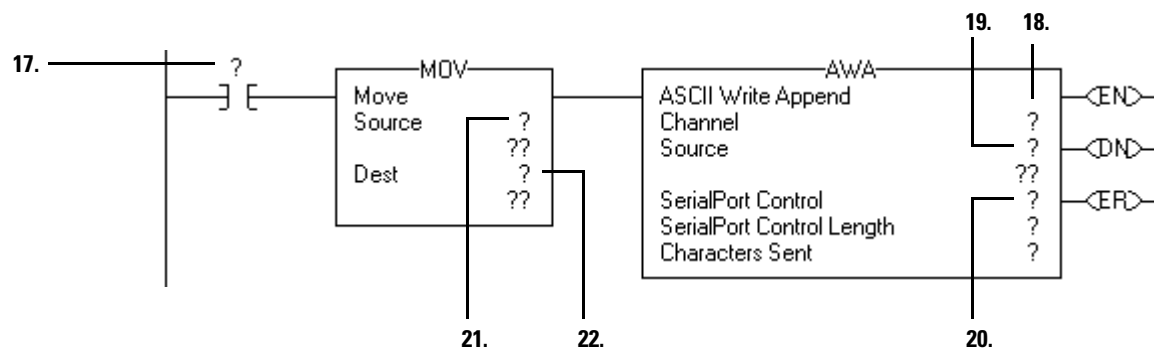 19. 18.
17. ?
MOV
Move
Source ?
??
Dest ?
??
AWA
ASCII Write Append
Channel ?
Source ?
??
SerialPort Control ?
SerialPort Control Length ?
Characters Sent ?
EN
DN
ER
21. 22. 20.